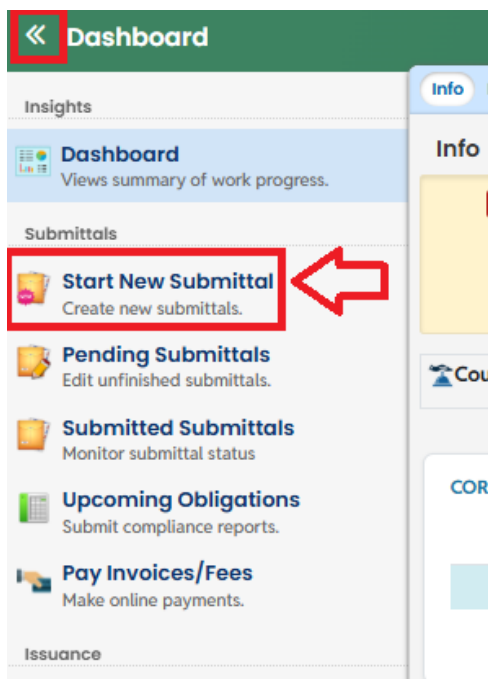 « Dashboard
Insights
Info
Dashboard
Views summary of work progress.
Info
Submittals
Start New Submittal
Create new submittals.
Pending Submittals
Edit unfinished submittals.
Submitted Submittals
Monitor submittal status
Upcoming Obligations
Submit compliance reports.
Pay Invoices/Fees
Make online payments.
Issuance